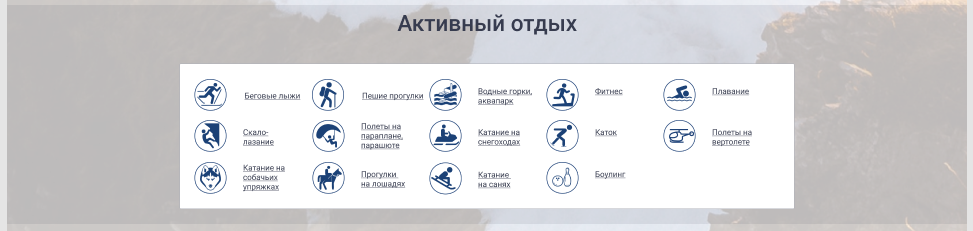 Активный отдых
Беговые лыжи
Пешие прогулки
Водные горки,
аквапарк
Фитнес
Плавание
Скало-
лазание
Полеты на
параплане,
парашюте
Катание на
снегоходах
Каток
Полеты на
вертолете
Катание на
собачьих
упряжках
Прогулки
на лошадях
Катание
на санях
Боулинг